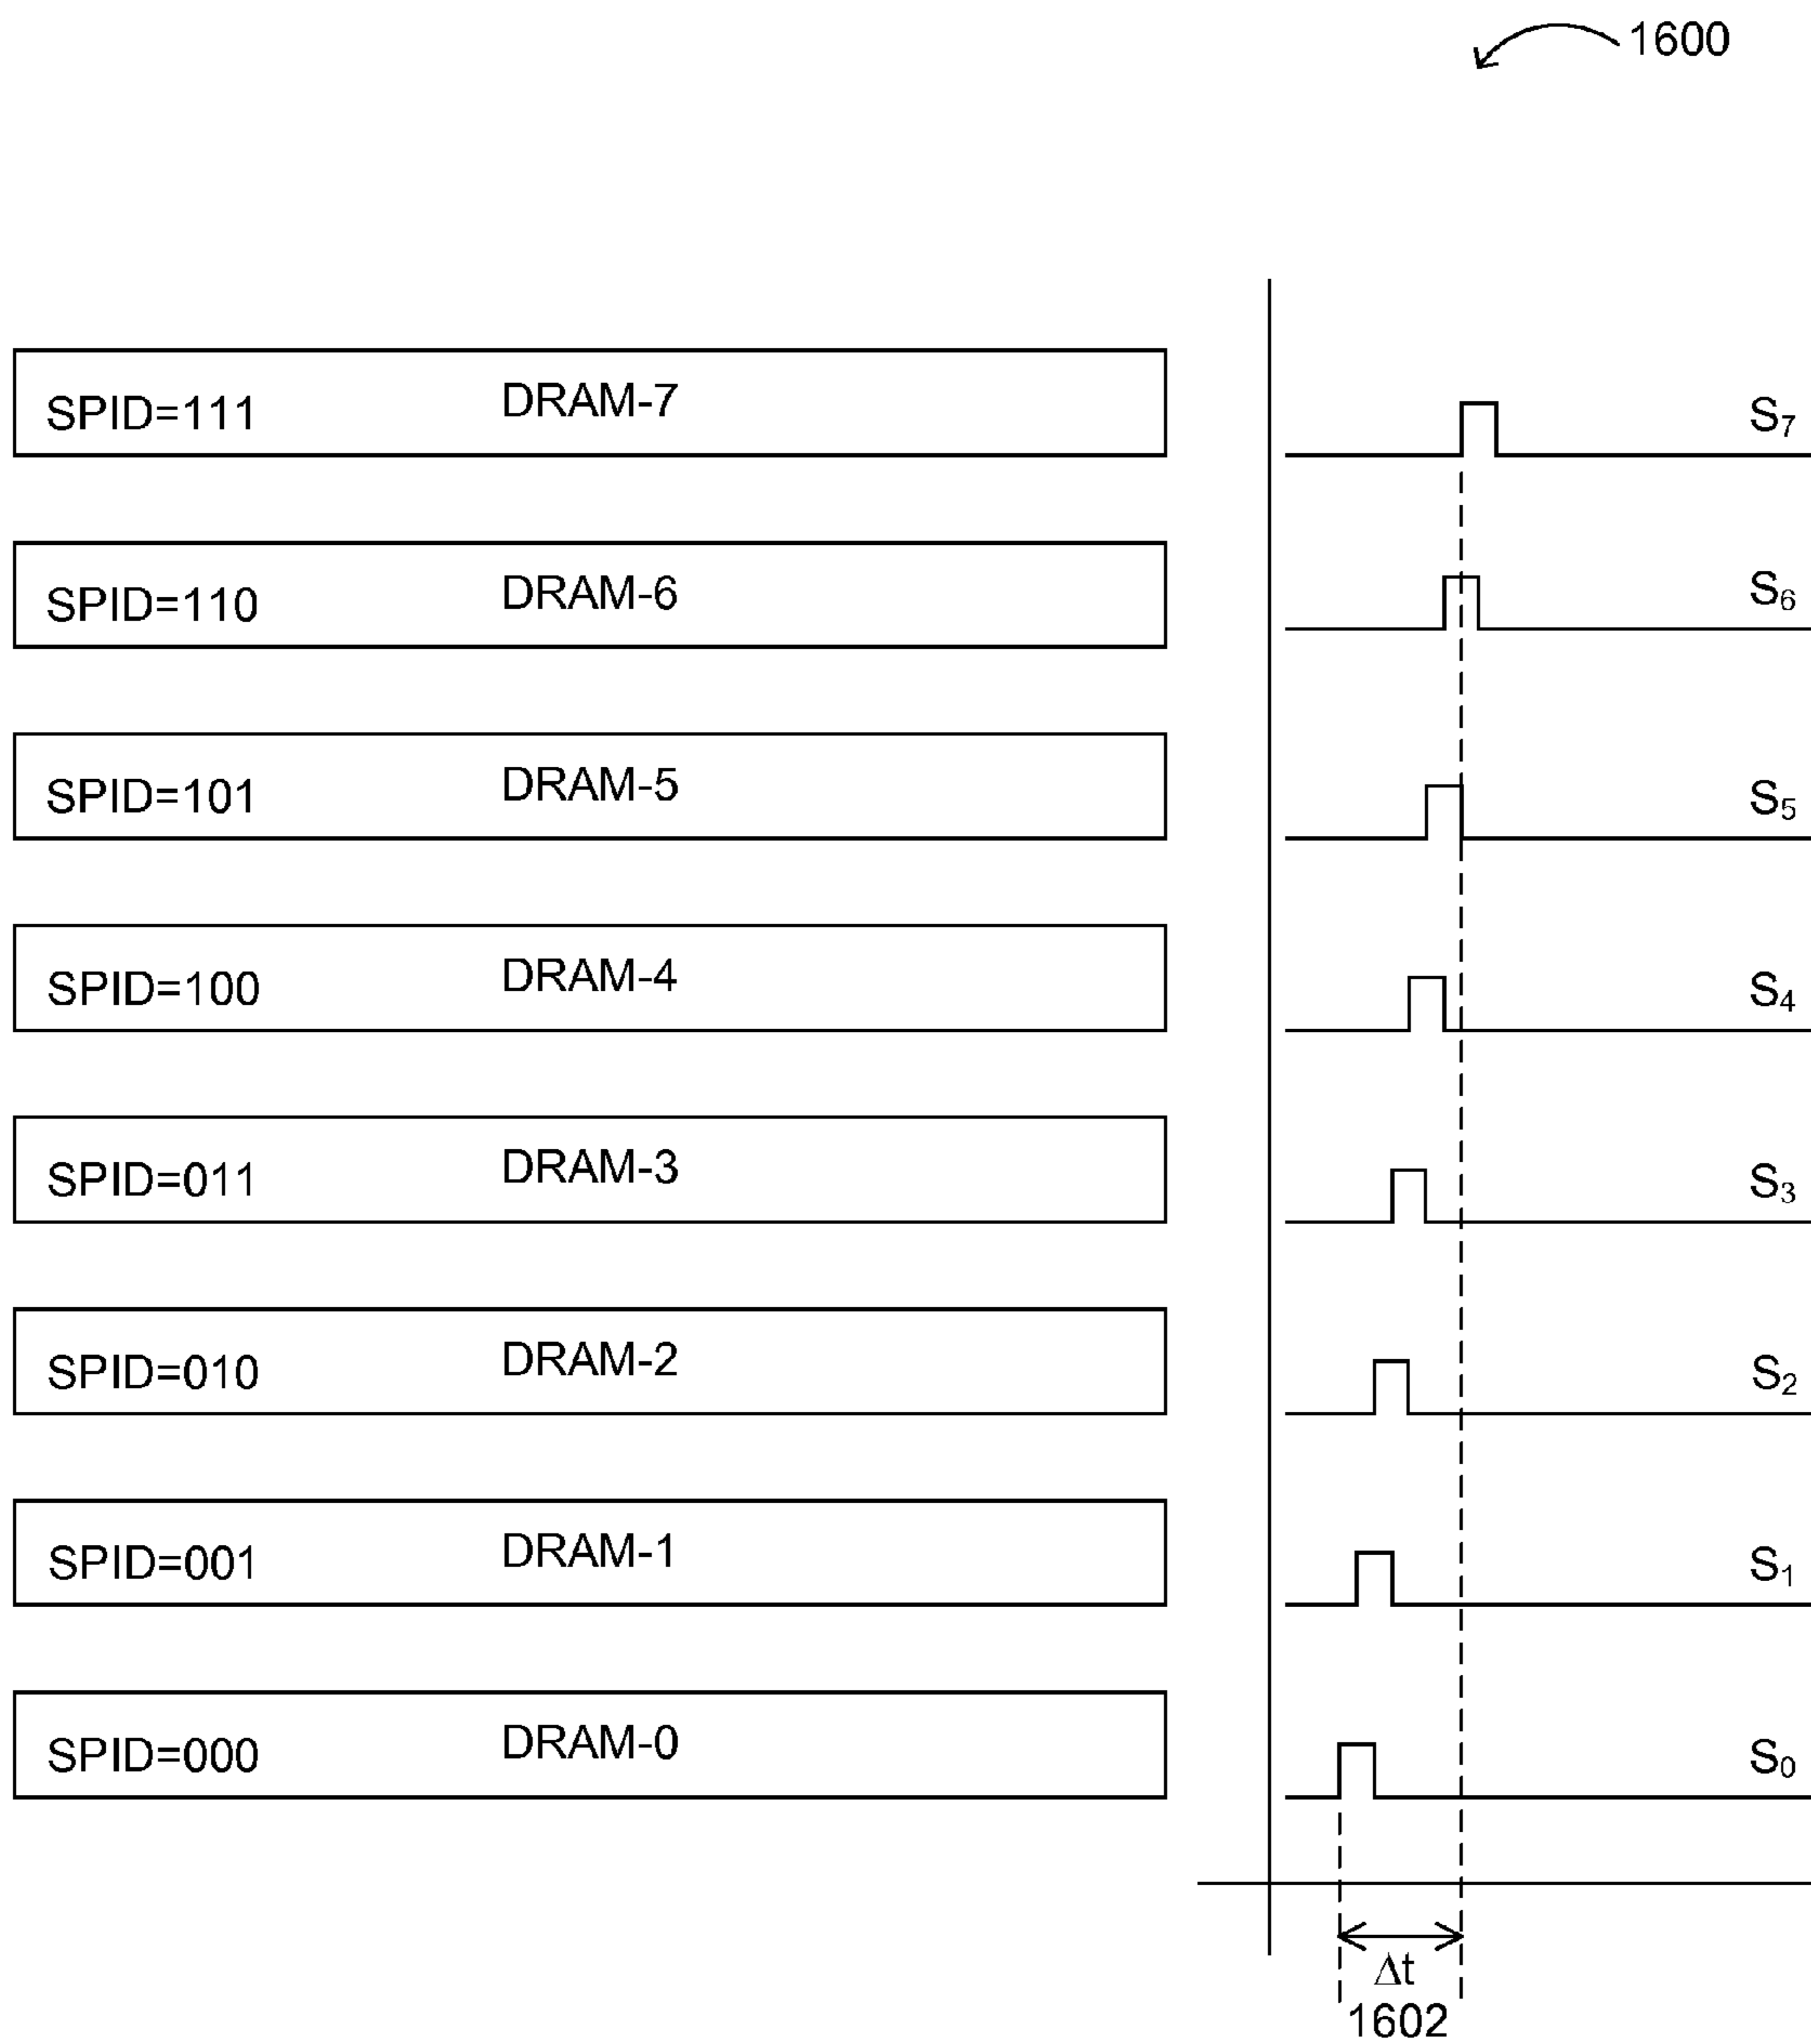 1600
DRAM-7
SPID=111
S7
DRAM-6
SPID=110
S6
DRAM-5
SPID=101
S5
DRAM-4
SPID=100
S4
DRAM-3
SPID=011
S3
DRAM-2
SPID=010
S2
DRAM-1
SPID=001
S1
DRAM-0
SPID=000
S0
Δt
1602